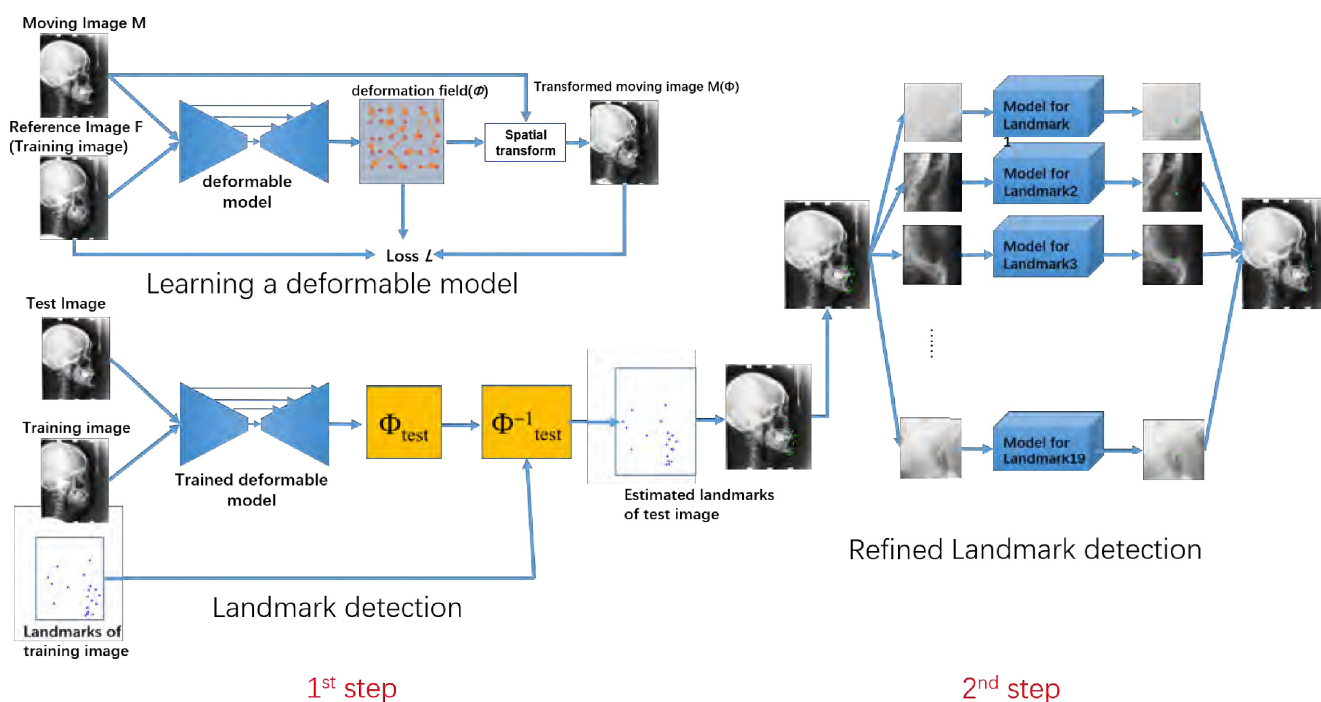 Moving Image M
Reference Image F
(Training image)
deformable
model
deformation field(Φ)
Spatial
transform
Transformed moving image M(Φ)
Loss L
Learning a deformable model
Test Image
Training image
Trained deformable
model
Φtest
Φ⁻¹test
Estimated landmarks
of test image
Landmarks of
training image
Landmark detection
1st step
Model for
Landmark
1
Model for
Landmark2
Model for
Landmark3
......
Model for
Landmark19
Refined Landmark detection
2nd step